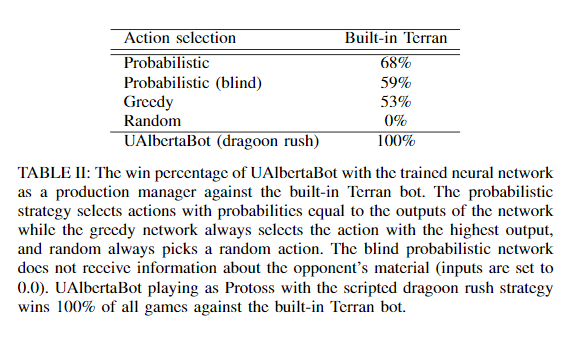 Action selection Built-in Terran
Probabilistic 68%
Probabilistic (blind) 59%
Greedy 53%
Random 0%
UAlbertaBot (dragoon rush) 100%
TABLE II: The win percentage of UAlbertaBot with the trained neural network
as a production manager against the built-in Terran bot. The probabilistic
strategy selects actions with probabilities equal to the outputs of the network
while the greedy network always selects the action with the highest output,
and random always picks a random action. The blind probabilistic network
does not receive information about the opponent's material (inputs are set to
0.0). UAlbertaBot playing as Protoss with the scripted dragoon rush strategy
wins 100% of all games against the built-in Terran bot.